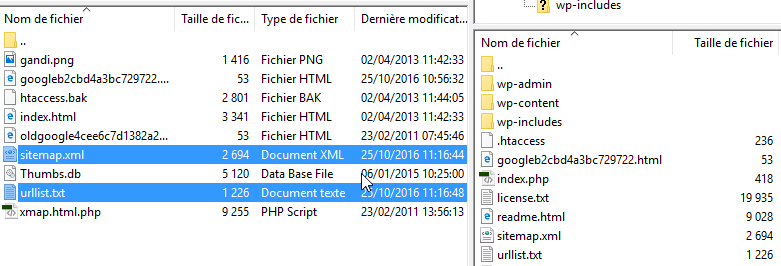 Nom de fichier Taille de fic... Type de fichier Dernière modificat...
..
gandi.png 1 416 Fichier PNG 02/04/2013 11:42:33
googleb2cbd4a3bc729722.... 53 Fichier HTML 25/10/2016 10:56:32
htaccess.bak 2 801 Fichier BAK 02/04/2013 11:44:05
index.html 3 341 Fichier HTML 02/04/2013 11:42:33
oldgoogle4cee6c7d1382a2... 53 Fichier HTML 23/02/2011 07:45:46
sitemap.xml 2 694 Document XML 25/10/2016 11:16:44
Thumbs.db 5 120 Data Base File 06/01/2015 10:25:00
urllist.txt 1 226 Document texte 25/10/2016 11:16:48
xmap.html.php 9 255 PHP Script 23/02/2011 13:56:13
wp-includes
Nom de fichier Taille de fichier
..
wp-admin
wp-content
wp-includes
.htaccess 236
googleb2cbd4a3bc729722.html 53
index.php 418
license.txt 19 935
readme.html 9 028
sitemap.xml 2 694
urllist.txt 1 226